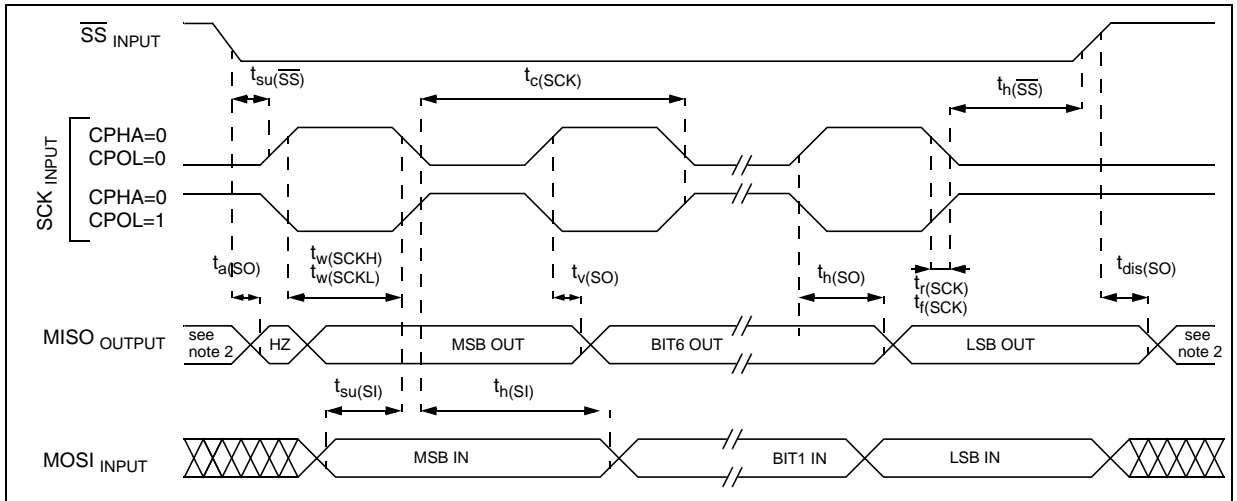 SS INPUT
tsu(SS)
tc(SCK)
th(SS)
SCK INPUT
CPHA=0
CPOL=0
CPHA=0
CPOL=1
ta(SO)
tw(SCKH)
tw(SCKL)
tv(SO)
th(SO)
tr(SCK)
tf(SCK)
tdis(SO)
MISO OUTPUT
see
note 2
HZ
MSB OUT
BIT6 OUT
LSB OUT
see
note 2
tsu(SI)
th(SI)
MOSI INPUT
MSB IN
BIT1 IN
LSB IN